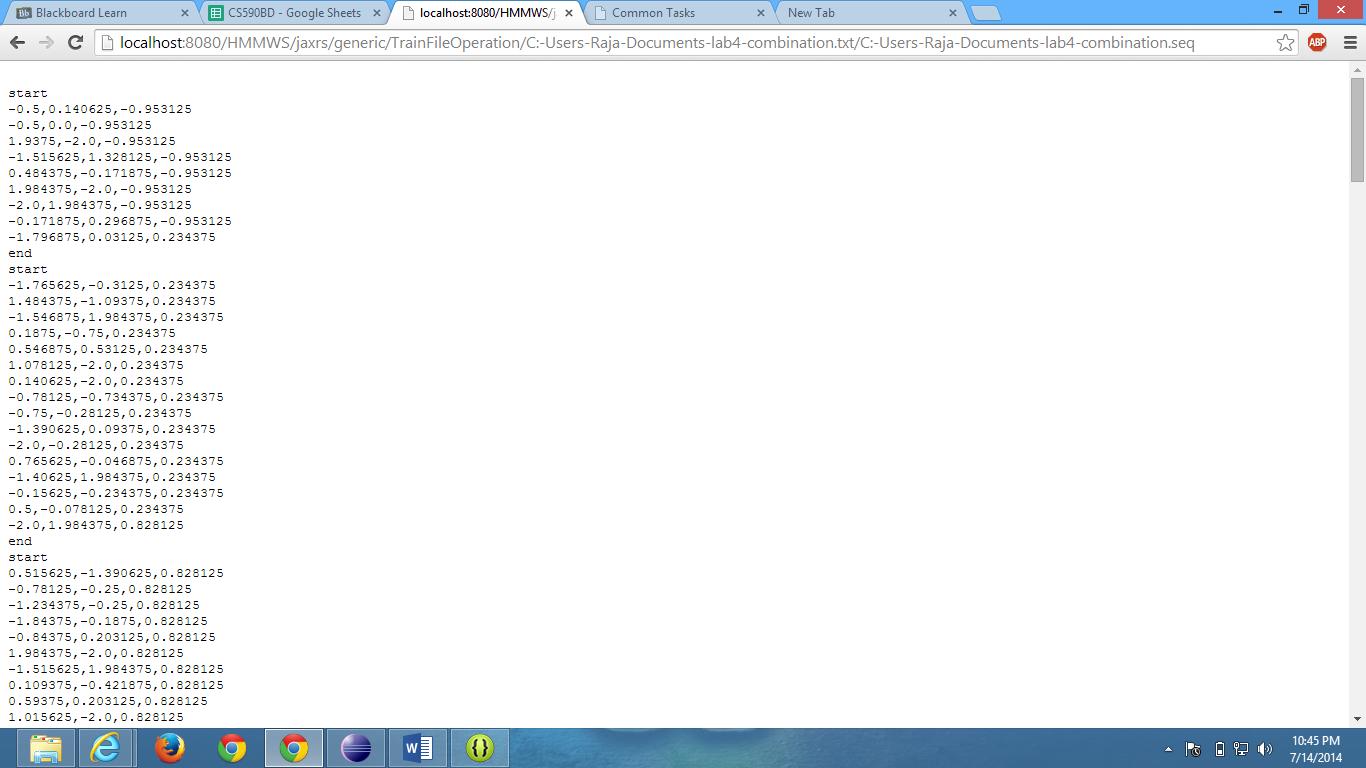 Bb Blackboard Learn
CS590BD - Google Sheets
localhost:8080/HMMWS/j
Common Tasks
New Tab
localhost:8080/HMMWS/jaxrs/generic/TrainFileOperation/C:-Users-Raja-Documents-lab4-combination.txt/C:-Users-Raja-Documents-lab4-combination.seq
ABP
start
-0.5,0.140625,-0.953125
-0.5,0.0,-0.953125
1.9375,-2.0,-0.953125
-1.515625,1.328125,-0.953125
0.484375,-0.171875,-0.953125
1.984375,-2.0,-0.953125
-2.0,1.984375,-0.953125
-0.171875,0.296875,-0.953125
-1.796875,0.03125,0.234375
end
start
-1.765625,-0.3125,0.234375
1.484375,-1.09375,0.234375
-1.546875,1.984375,0.234375
0.1875,-0.75,0.234375
0.546875,0.53125,0.234375
1.078125,-2.0,0.234375
0.140625,-2.0,0.234375
-0.78125,-0.734375,0.234375
-0.75,-0.28125,0.234375
-1.390625,0.09375,0.234375
-2.0,-0.28125,0.234375
0.765625,-0.046875,0.234375
-1.40625,1.984375,0.234375
-0.15625,-0.234375,0.234375
0.5,-0.078125,0.234375
-2.0,1.984375,0.828125
end
start
0.515625,-1.390625,0.828125
-0.78125,-0.25,0.828125
-1.234375,-0.25,0.828125
-1.84375,-0.1875,0.828125
-0.84375,0.203125,0.828125
1.984375,-2.0,0.828125
-1.515625,1.984375,0.828125
0.109375,-0.421875,0.828125
0.59375,0.203125,0.828125
1.015625,-2.0,0.828125
10:45 PM
7/14/2014